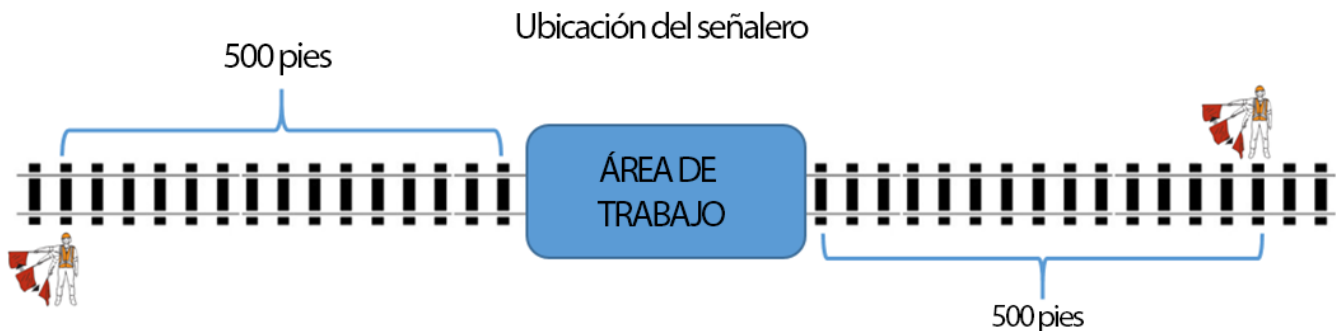 Ubicación del señalero
500 pies
ÁREA DE
TRABAJO
500 pies